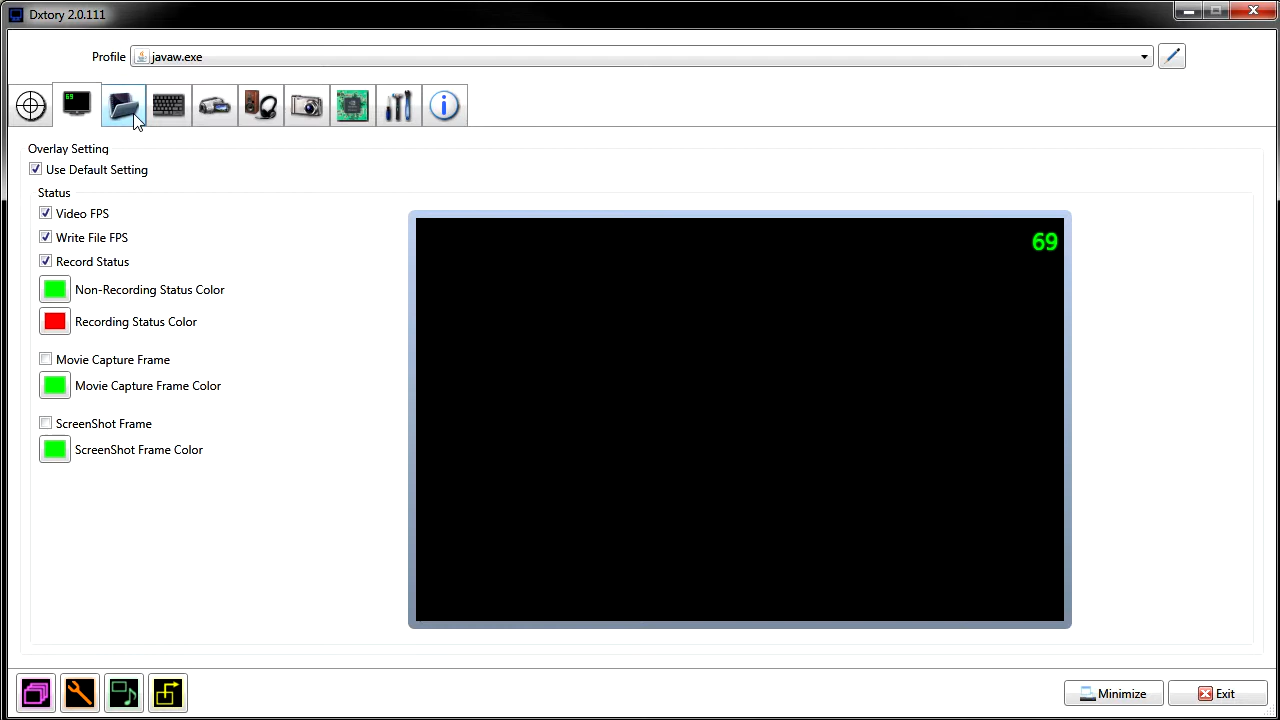 Dxtory 2.0.111
Profile
javaw.exe
69
Overlay Setting
Use Default Setting
Status
Video FPS
Write File FPS
Record Status
Non-Recording Status Color
Recording Status Color
Movie Capture Frame
Movie Capture Frame Color
ScreenShot Frame
ScreenShot Frame Color
69
Minimize
Exit